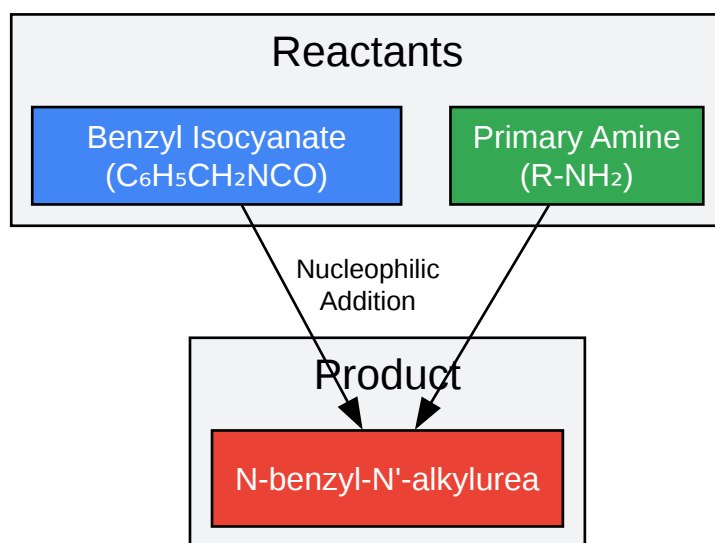 Reactants
Benzyl Isocyanate
(C₆H₅CH₂NCO)
Primary Amine
(R-NH₂)
Nucleophilic
Addition
Product
N-benzyl-N'-alkylurea